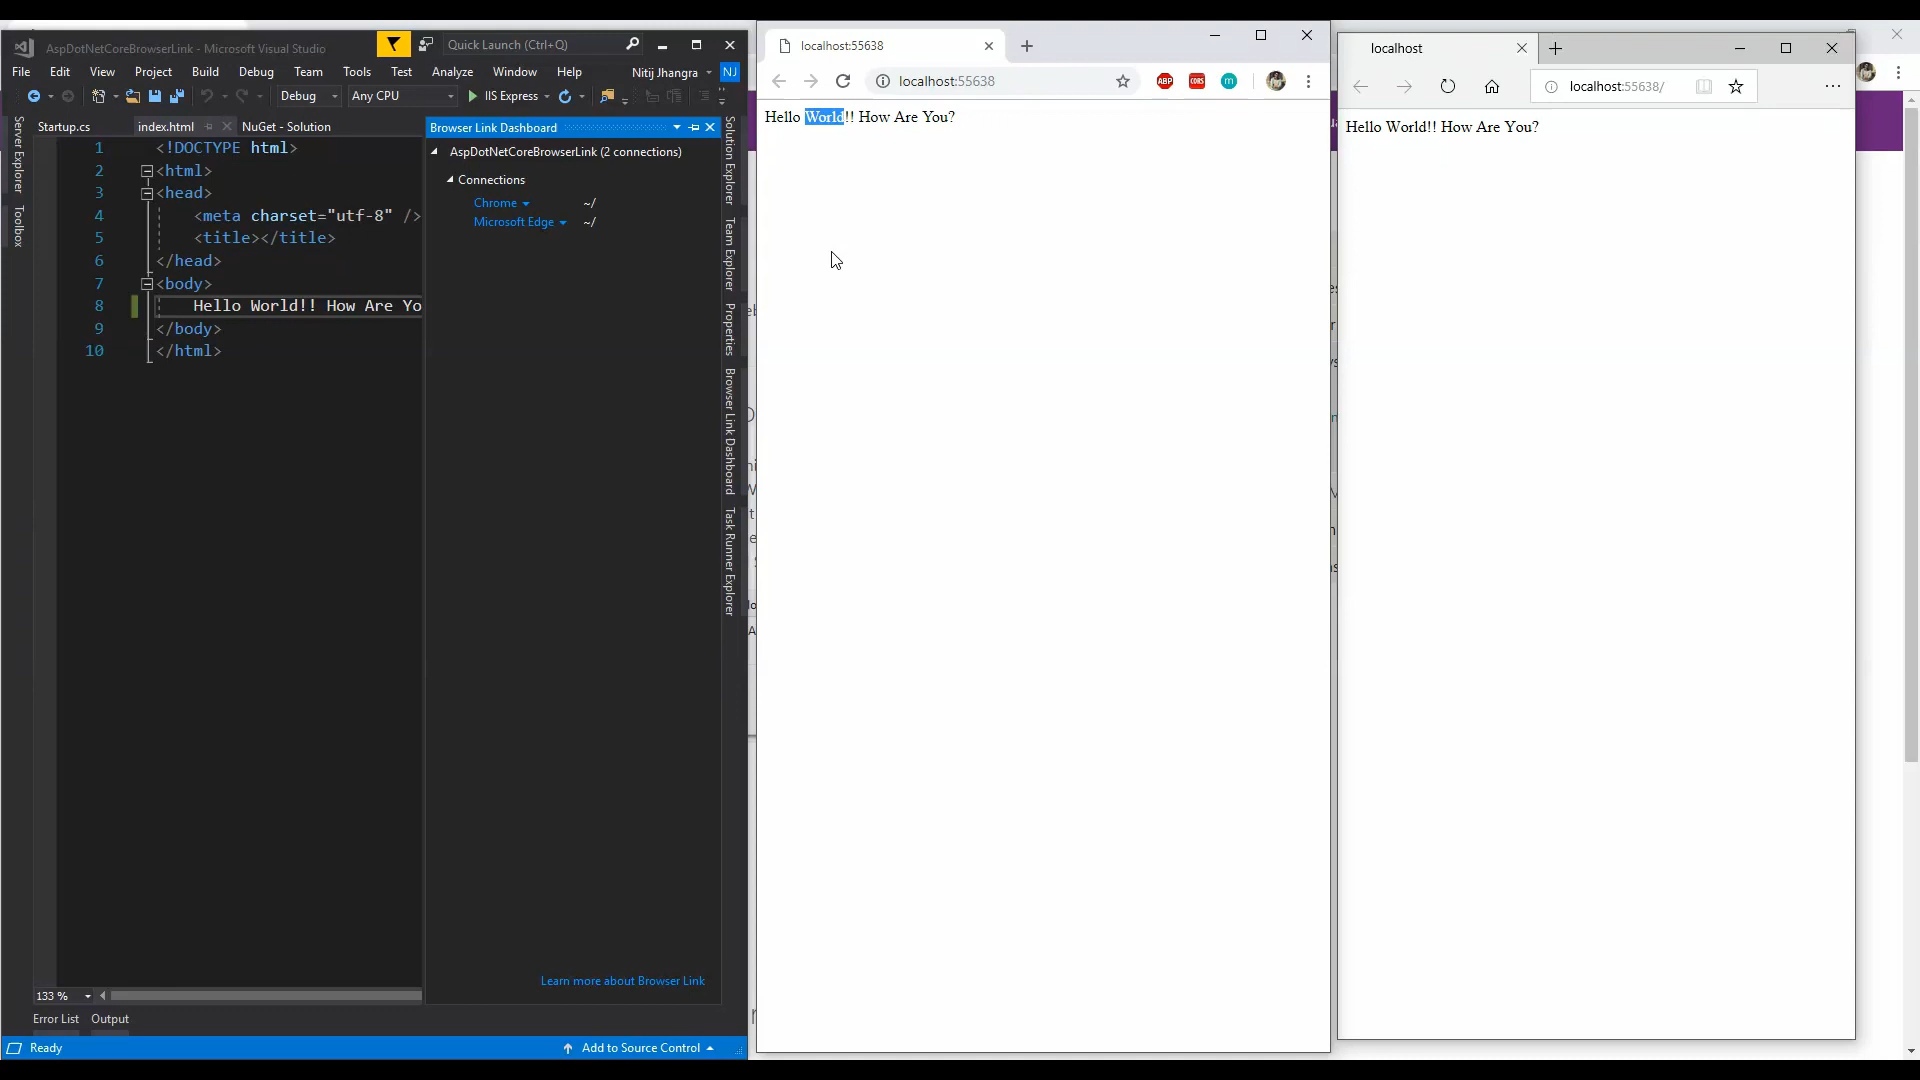 AspDotNetCoreBrowserLink - Microsoft Visual Studio
Quick Launch (Ctrl+Q)
File Edit View Project Build Debug Team Tools Test Analyze Window Help
Nitij Jhangra NJ
Debug Any CPU IIS Express
Server Explorer
Toolbox
Startup.cs index.html NuGet - Solution
1 <!DOCTYPE html>
2 <html>
3 <head>
4 <meta charset="utf-8" />
5 <title></title>
6 </head>
7 <body>
8 Hello World!! How Are Yo
9 </body>
10 </html>
133 %
Error List Output
Ready
Add to Source Control
Browser Link Dashboard
AspDotNetCoreBrowserLink (2 connections)
Connections
Chrome ~/
Microsoft Edge ~/
Learn more about Browser Link
Solution Explorer
Team Explorer
Properties
Browser Link Dashboard
Task Runner Explorer
localhost:55638
localhost:55638
ABP
CORS
m
Hello World!! How Are You?
localhost
localhost:55638/
Hello World!! How Are You?